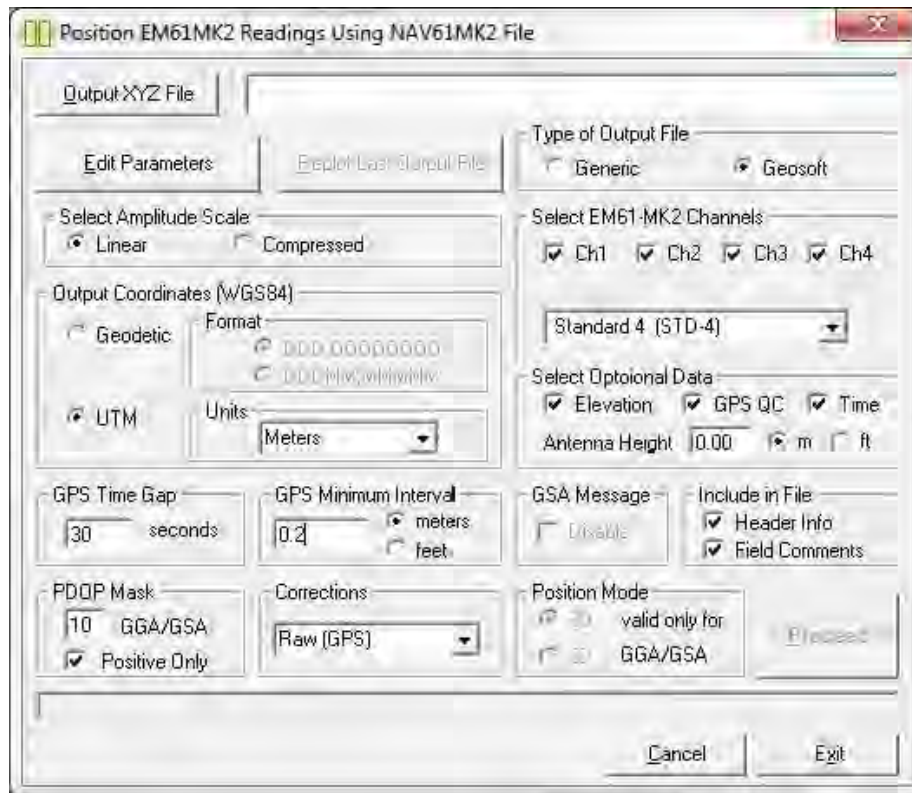 Position EM61MK2 Readings Using NAV61MK2 File
Output XYZ File
Edit Parameters
Replot Last Output File
Type of Output File
Generic
Geosoft
Select Amplitude Scale
Linear
Compressed
Select EM61-MK2 Channels
Ch1
Ch2
Ch3
Ch4
Standard 4 (STD-4)
Output Coordinates (WGS84)
Geodetic
Format
UTM
Units
Meters
Select Optoional Data
Elevation
GPS QC
Time
Antenna Height
0.00
m
ft
GPS Time Gap
30
seconds
GPS Minimum Interval
0.2
meters
feet
GSA Message
Disable
Include in File
Header Info
Field Comments
PDOP Mask
10
GGA/GSA
Positive Only
Corrections
Raw (GPS)
Position Mode
valid only for
GGA/GSA
Proceed
Cancel
Exit